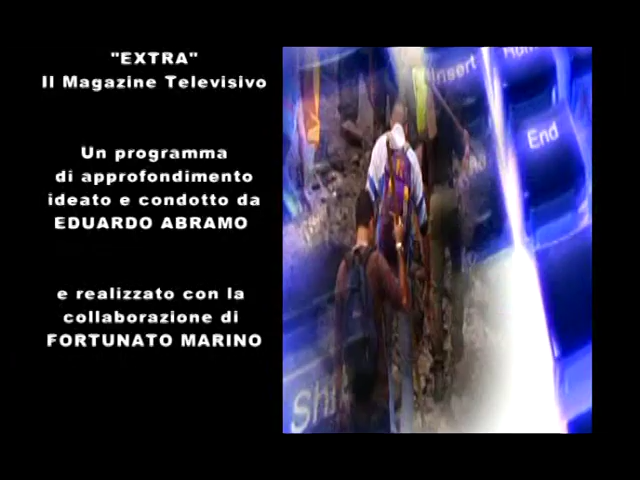 "EXTRA"
Il Magazine Televisivo
Un programma
di approfondimento
ideato e condotto da
EDUARDO ABRAMO
e realizzato con la
collaborazione di
FORTUNATO MARINO
Insert
End
Shi